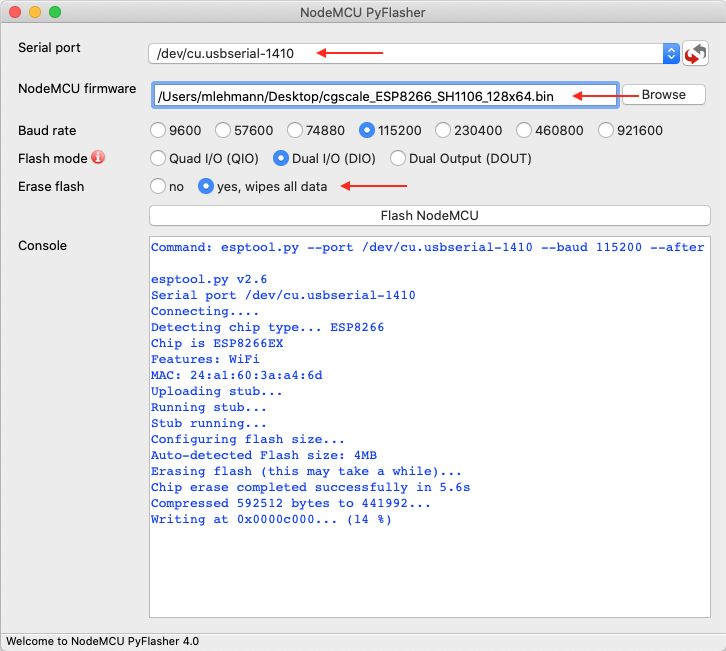 NodeMCU PyFlasher
Serial port /dev/cu.usbserial-1410
NodeMCU firmware /Users/mlehmann/Desktop/cgscale_ESP8266_SH1106_128x64.bin Browse
Baud rate 9600 57600 74880 115200 230400 460800 921600
Flash mode Quad I/O (QIO) Dual I/O (DIO) Dual Output (DOUT)
Erase flash no yes, wipes all data
Flash NodeMCU
Console
Command: esptool.py --port /dev/cu.usbserial-1410 --baud 115200 --after
esptool.py v2.6
Serial port /dev/cu.usbserial-1410
Connecting....
Detecting chip type... ESP8266
Chip is ESP8266EX
Features: WiFi
MAC: 24:a1:60:3a:a4:6d
Uploading stub...
Running stub...
Stub running...
Configuring flash size...
Auto-detected Flash size: 4MB
Erasing flash (this may take a while)...
Chip erase completed successfully in 5.6s
Compressed 592512 bytes to 441992...
Writing at 0x0000c000... (14 %)
Welcome to NodeMCU PyFlasher 4.0